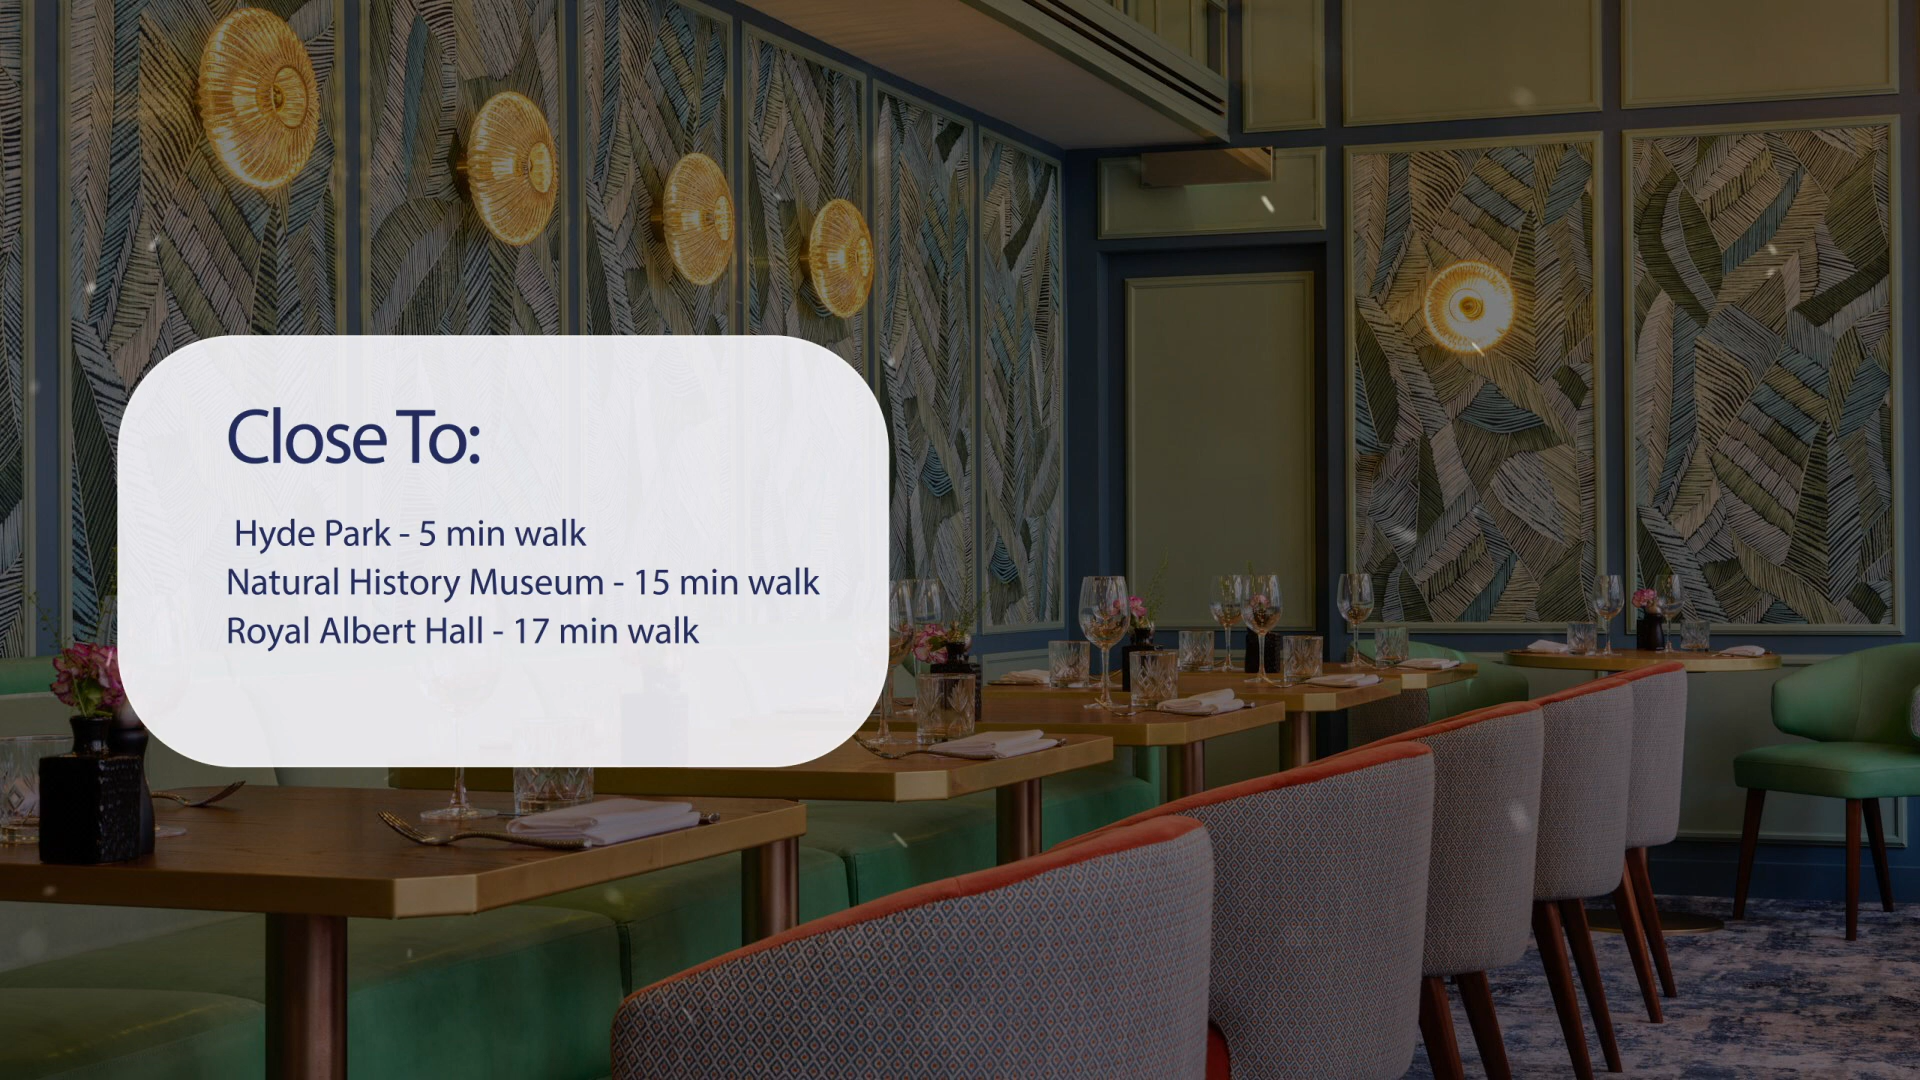 Close To:
Hyde Park - 5 min walk
Natural History Museum - 15 min walk
Royal Albert Hall - 17 min walk